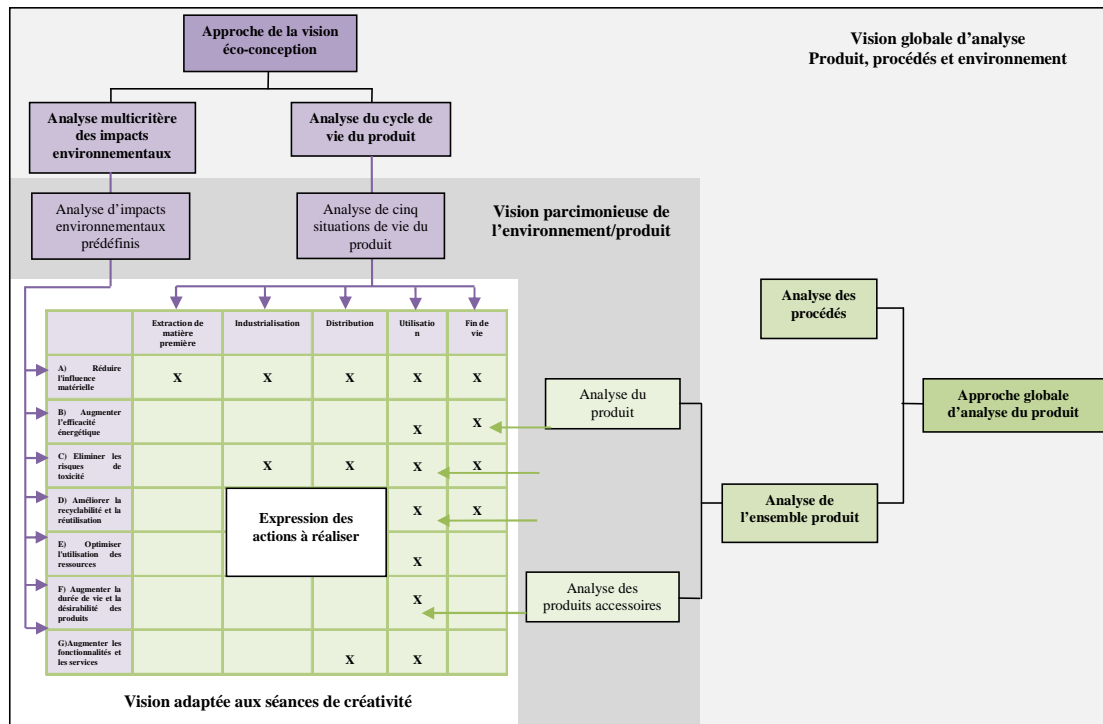 Approche de la vision
éco-conception
Vision globale d'analyse
Produit, procédés et environnement
Analyse multicritère
des impacts
environnementaux
Analyse du cycle de
vie du produit
Analyse d'impacts
environnementaux
prédéfinis
Analyse de cinq
situations de vie du
produit
Vision parcimonieuse de
l'environnement/produit
Extraction de
matière
première
Industrialisation
Distribution
Utilisatio
n
Fin de
vie
A) Réduire
l'influence
matérielle
X X X X X
B) Augmenter
l'efficacité
énergétique
X X
C) Eliminer les
risques de
toxicité
X X X X
D) Améliorer la
recyclabilité et la
réutilisation
X X
E) Optimiser
l'utilisation des
ressources
X
F) Augmenter la
durée de vie et la
désirabilité des
produits
X
G)Augmenter les
fonctionnalités et
les services
X X
Expression des
actions à réaliser
Vision adaptée aux séances de créativité
Analyse du
produit
Analyse des
produits accessoires
Analyse des
procédés
Analyse de
l'ensemble produit
Approche globale
d'analyse du produit